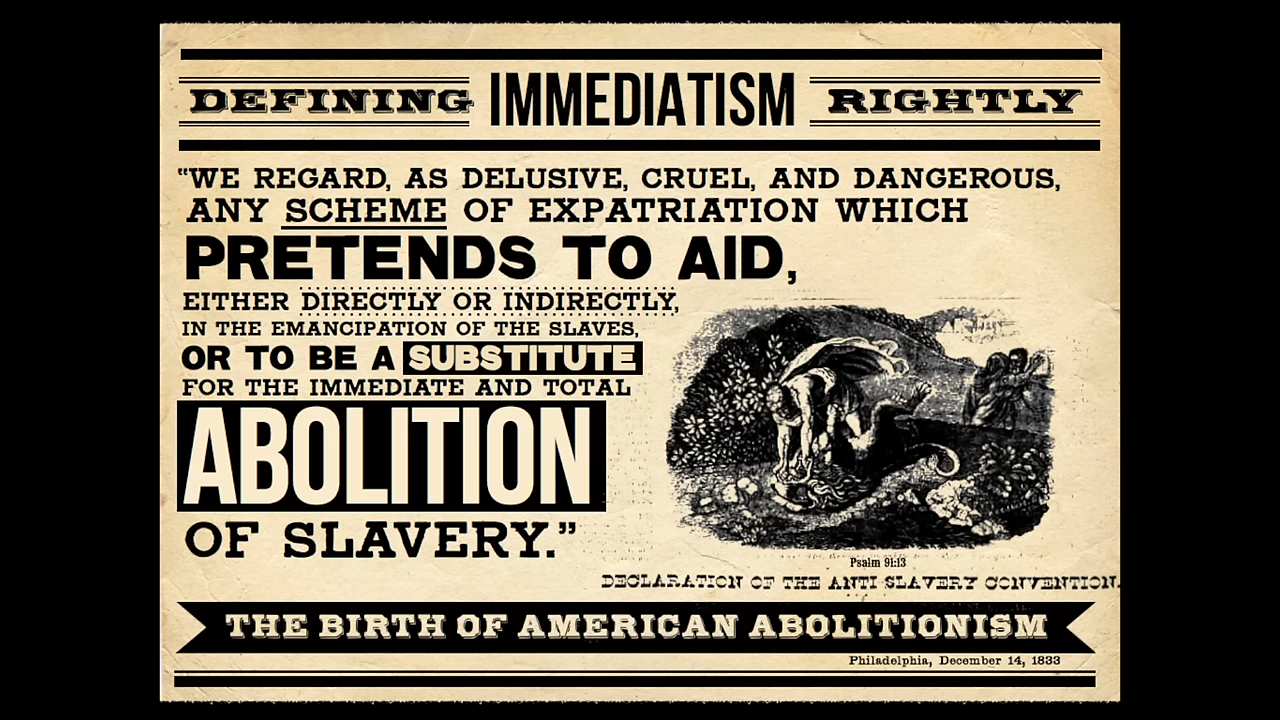 DEFINING IMMEDIATISM RIGHTLY
“WE REGARD, AS DELUSIVE, CRUEL, AND DANGEROUS,
ANY SCHEME OF EXPATRIATION WHICH
PRETENDS TO AID,
EITHER DIRECTLY OR INDIRECTLY,
IN THE EMANCIPATION OF THE SLAVES,
OR TO BE A SUBSTITUTE
FOR THE IMMEDIATE AND TOTAL
ABOLITION
OF SLAVERY.”
Psalm 91:13
DECLARATION OF THE ANTI SLAVERY CONVENTION.
THE BIRTH OF AMERICAN ABOLITIONISM
Philadelphia, December 14, 1833